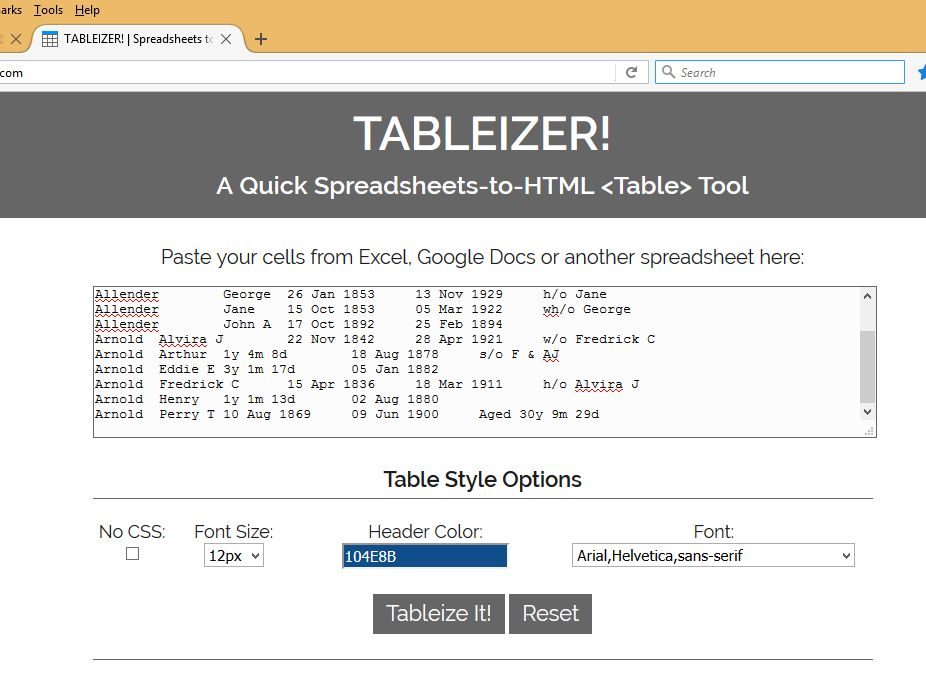 arks Tools Help
TABLEIZER! | Spreadsheets to
com
Search
TABLEIZER!
A Quick Spreadsheets-to-HTML <Table> Tool
Paste your cells from Excel, Google Docs or another spreadsheet here:
Allender George 26 Jan 1853 13 Nov 1929 h/o Jane
Allender Jane 15 Oct 1853 05 Mar 1922 wh/o George
Allender John A 17 Oct 1892 25 Feb 1894
Arnold Alvira J 22 Nov 1842 28 Apr 1921 w/o Fredrick C
Arnold Arthur 1y 4m 8d 18 Aug 1878 s/o F & AJ
Arnold Eddie E 3y 1m 17d 05 Jan 1882
Arnold Fredrick C 15 Apr 1836 18 Mar 1911 h/o Alvira J
Arnold Henry 1y 1m 13d 02 Aug 1880
Arnold Perry T 10 Aug 1869 09 Jun 1900 Aged 30y 9m 29d
Table Style Options
No CSS: Font Size: Header Color: Font:
12px 104E8B Arial,Helvetica,sans-serif
Tableize It! Reset